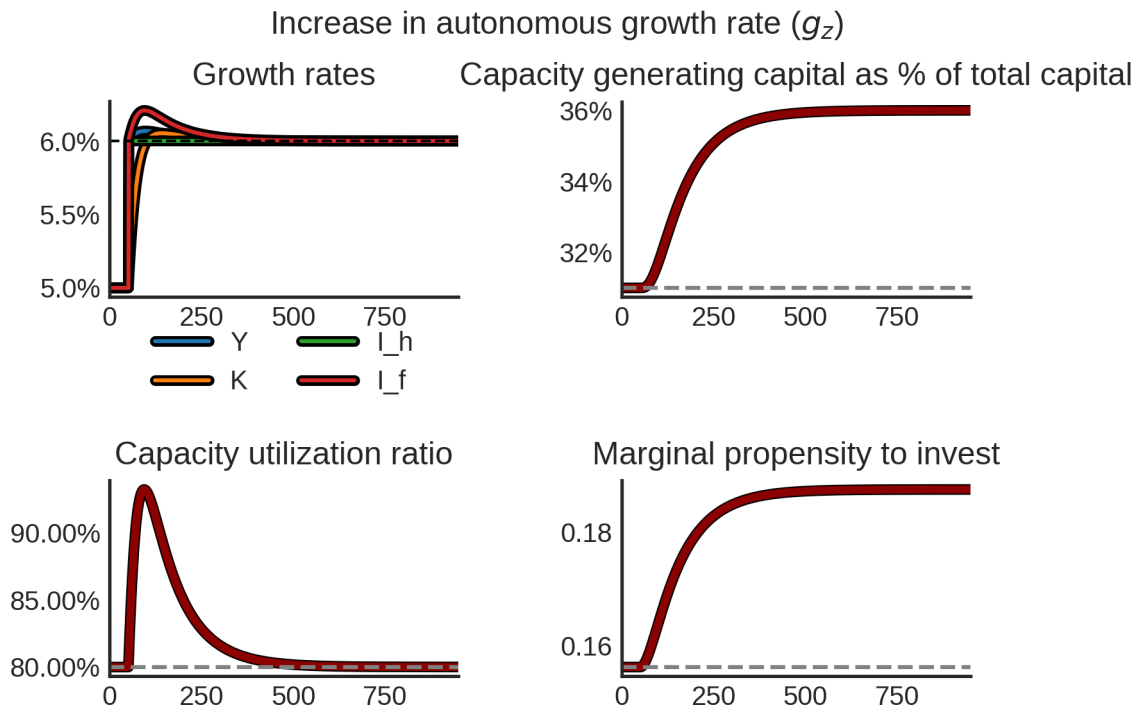 Increase in autonomous growth rate (g_z)
Growth rates
Capacity generating capital as % of total capital
6.0%
5.5%
5.0%
0 250 500 750
36%
34%
32%
0 250 500 750
Y I_h
K I_f
Capacity utilization ratio
Marginal propensity to invest
90.00%
85.00%
80.00%
0 250 500 750
0.18
0.16
0 250 500 750